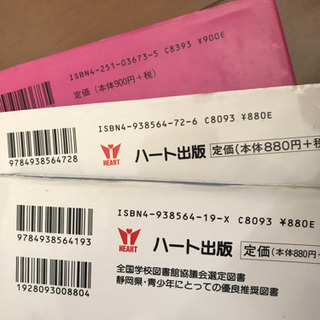 ISBN4-251-03673-5 C8393 ¥900E
定価(本体900円+税)
ISBN4-938564-72-6 C8093 ¥880E
9784938564728
HEART
ハート出版
定価(本体880円+税
ISBN4-938564-19-X C8093 ¥880E
9784938564193
HEART
ハート出版
定価(本体880円+
1928093008804
全国学校図書館協議会選定図書
静岡県・青少年にとっての優良推奨図書